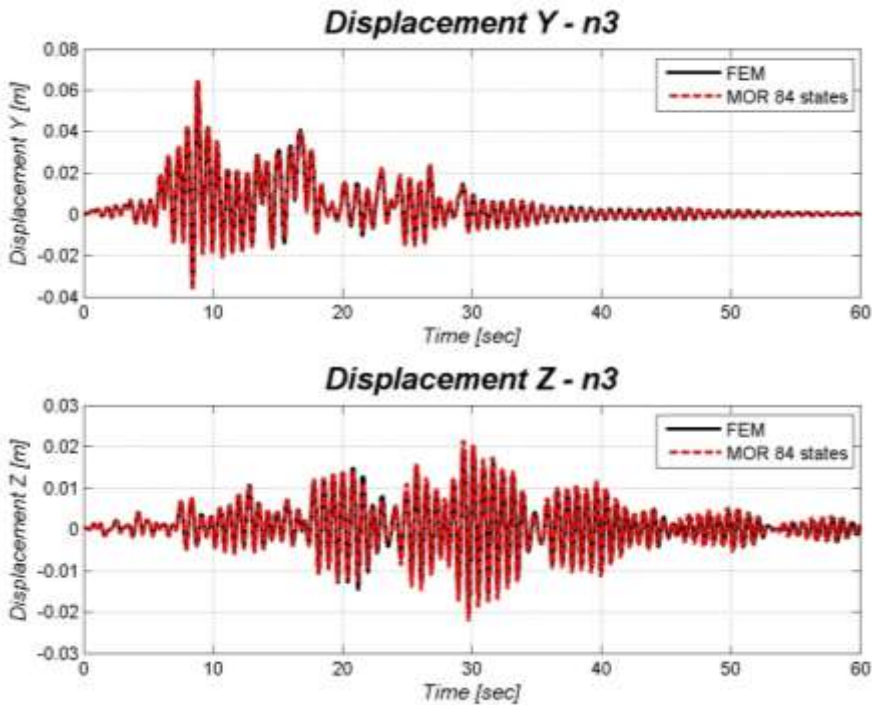 Displacement Y - n3
0.08
0.06
0.04
0.02
0
-0.02
-0.04
Displacement Y [m]
FEM
MOR 84 states
0 10 20 30 40 50 60
Time [sec]
Displacement Z - n3
0.03
0.02
0.01
0
-0.01
-0.02
-0.03
Displacement Z [m]
FEM
MOR 84 states
0 10 20 30 40 50 60
Time [sec]